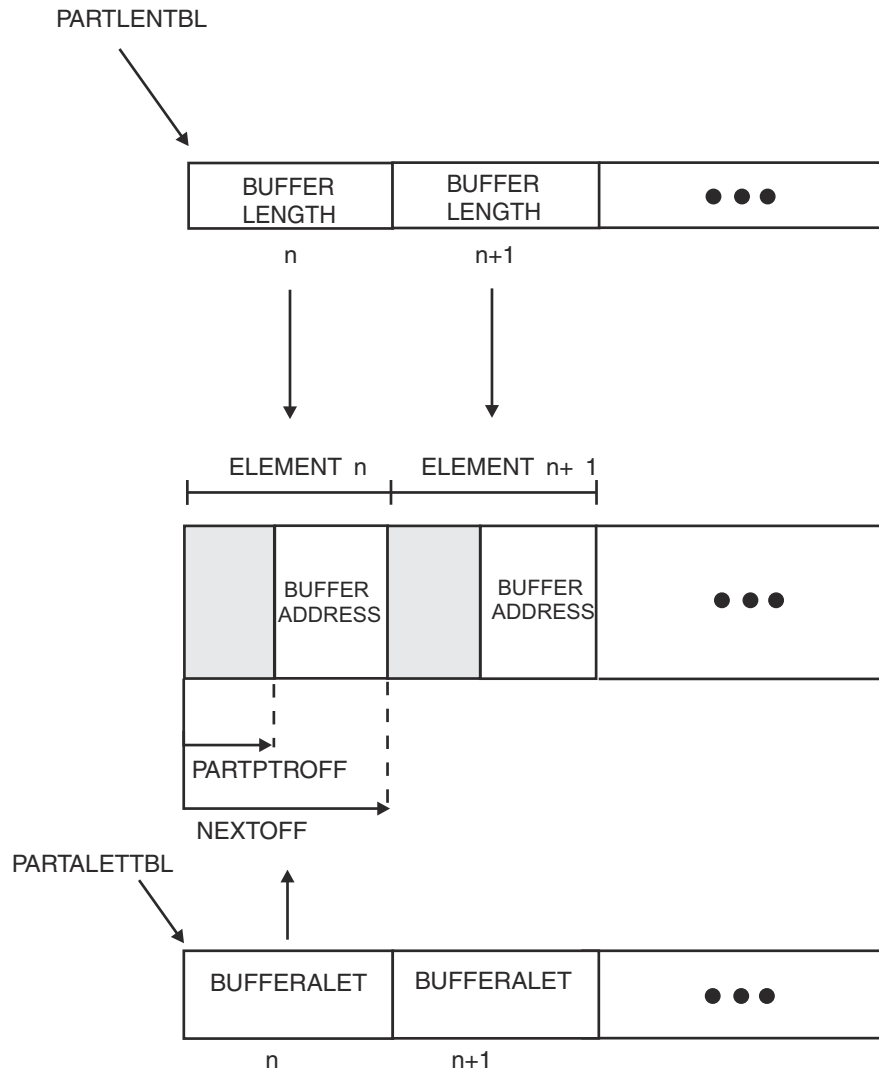 PARTLENTBL
BUFFER LENGTH
BUFFER LENGTH
n
n+1
ELEMENT n
ELEMENT n+ 1
BUFFER ADDRESS
BUFFER ADDRESS
PARTPTROFF
NEXTOFF
PARTALETTBL
BUFFERALET
BUFFERALET
n
n+1